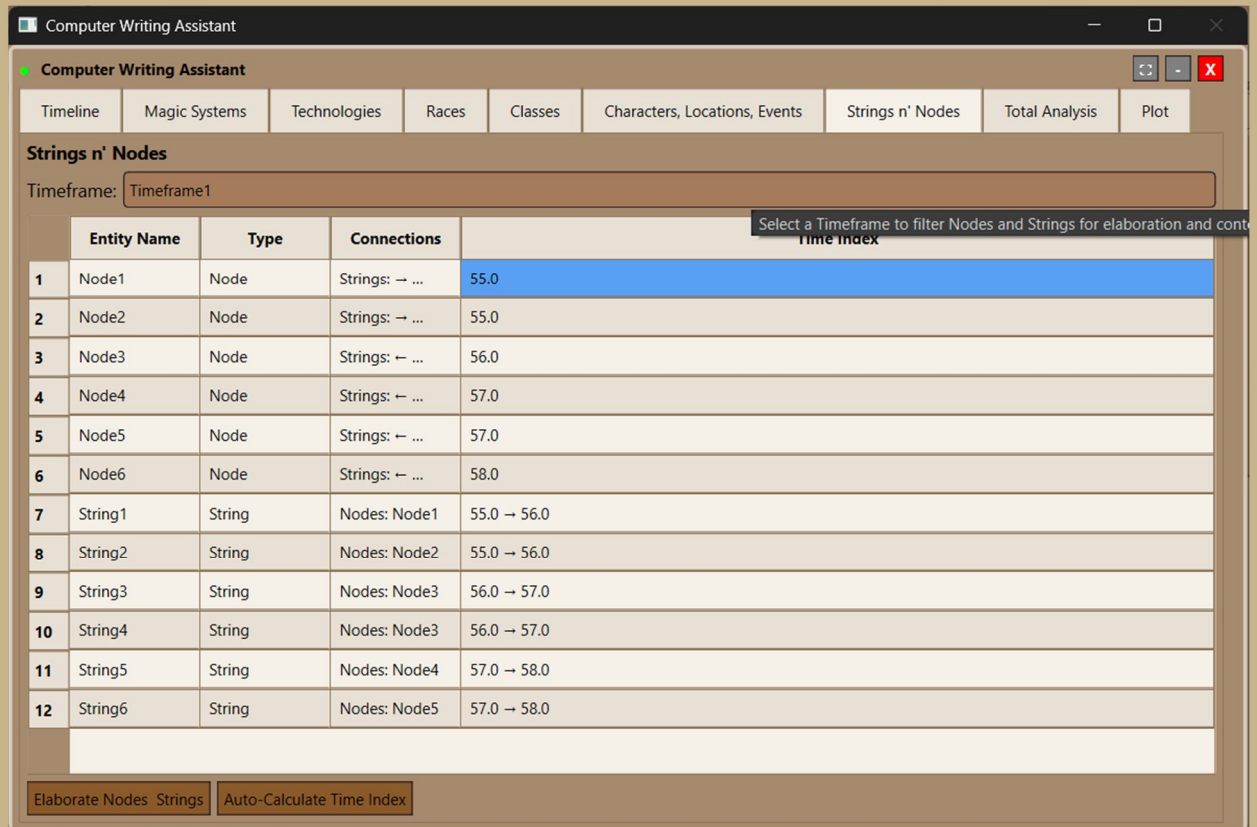 Computer Writing Assistant
Computer Writing Assistant
X
Timeline Magic Systems Technologies Races Classes Characters, Locations, Events Strings n' Nodes Total Analysis Plot
Strings n' Nodes
Timeframe: Timeframe1
Select a Timeframe to filter Nodes and Strings for elaboration and cont
Entity Name Type Connections Time Index
1 Node1 Node Strings: → ... 55.0
2 Node2 Node Strings: → ... 55.0
3 Node3 Node Strings: ← ... 56.0
4 Node4 Node Strings: ← ... 57.0
5 Node5 Node Strings: ← ... 57.0
6 Node6 Node Strings: ← ... 58.0
7 String1 String Nodes: Node1 55.0 → 56.0
8 String2 String Nodes: Node2 55.0 → 56.0
9 String3 String Nodes: Node3 56.0 → 57.0
10 String4 String Nodes: Node3 56.0 → 57.0
11 String5 String Nodes: Node4 57.0 → 58.0
12 String6 String Nodes: Node5 57.0 → 58.0
Elaborate Nodes Strings Auto-Calculate Time Index